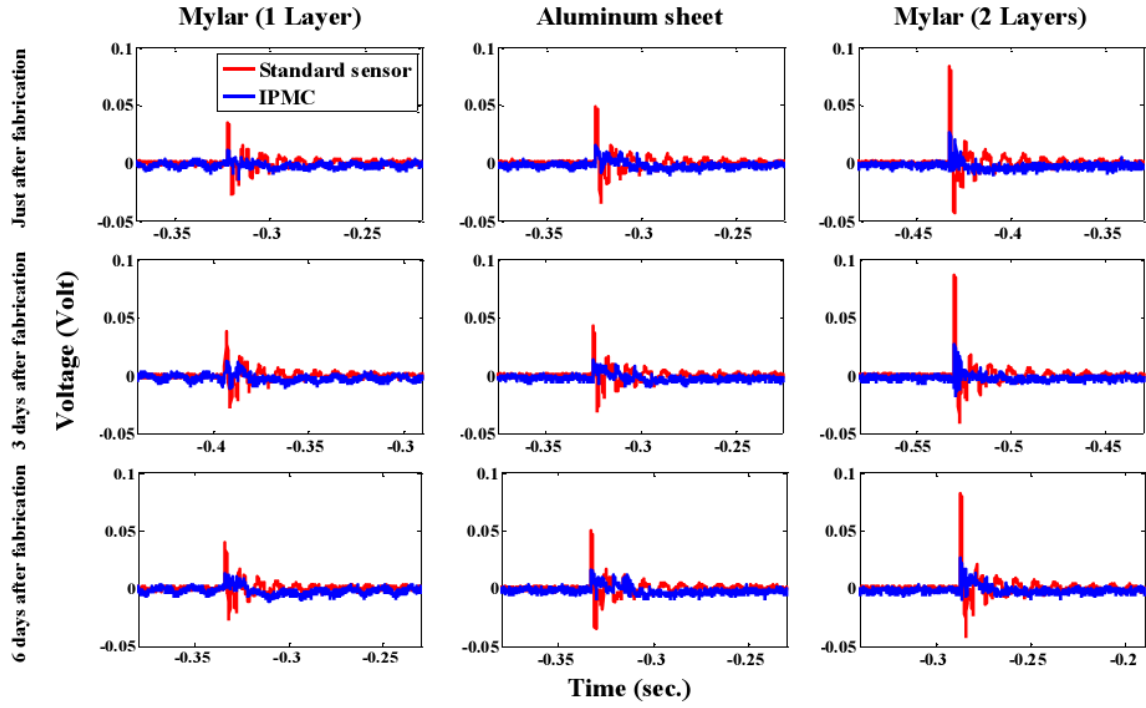 Mylar (1 Layer) Aluminum sheet Mylar (2 Layers)
Just after fabrication
0.1 0.05 0 -0.05
-0.35 -0.3 -0.25
Standard sensor
IPMC
0.1 0.05 0 -0.05
-0.35 -0.3 -0.25
0.1 0.05 0 -0.05
-0.45 -0.4 -0.35
3 days after fabrication
Voltage (Volt)
0.1 0.05 0 -0.05
-0.4 -0.35 -0.3
0.1 0.05 0 -0.05
-0.35 -0.3 -0.25
0.1 0.05 0 -0.05
-0.55 -0.5 -0.45
6 days after fabrication
0.1 0.05 0 -0.05
-0.35 -0.3 -0.25
0.1 0.05 0 -0.05
-0.35 -0.3 -0.25
0.1 0.05 0 -0.05
-0.3 -0.25 -0.2
Time (sec.)